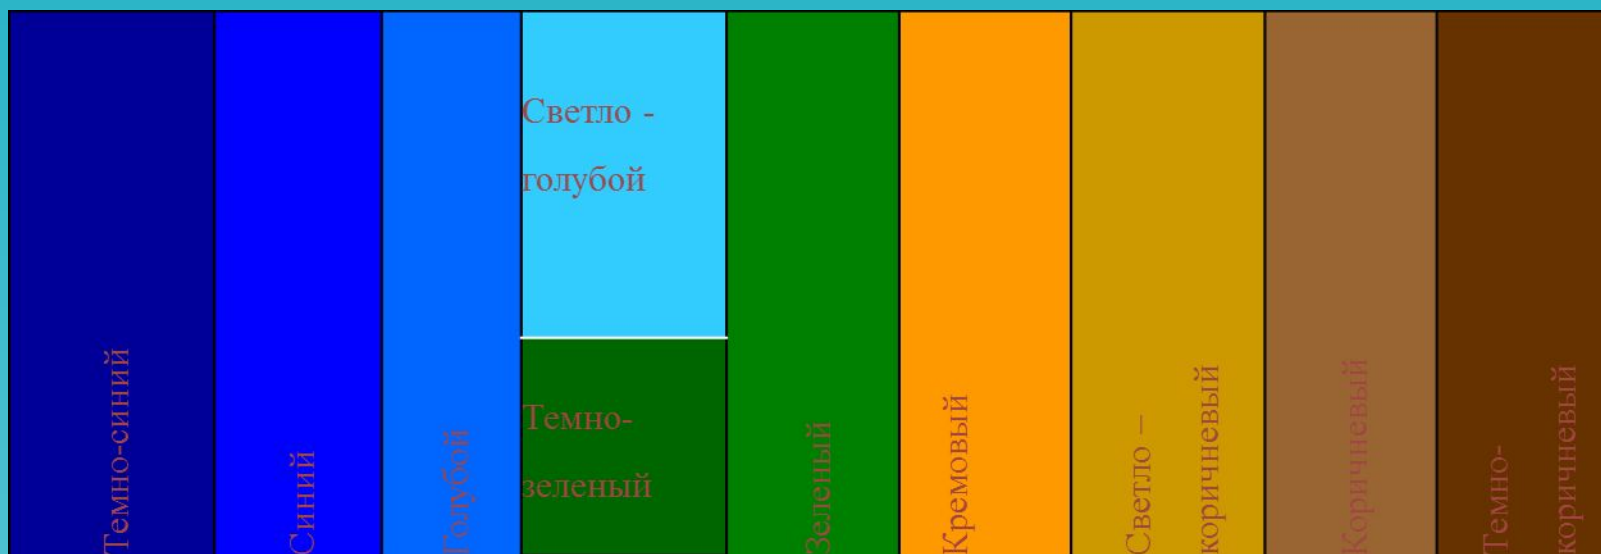 Темно-синий
Синий
Голубой
Светло -
голубой
Темно-
зеленый
Зеленый
Кремовый
Светло –
коричневый
Коричневый
Темно-
коричневый